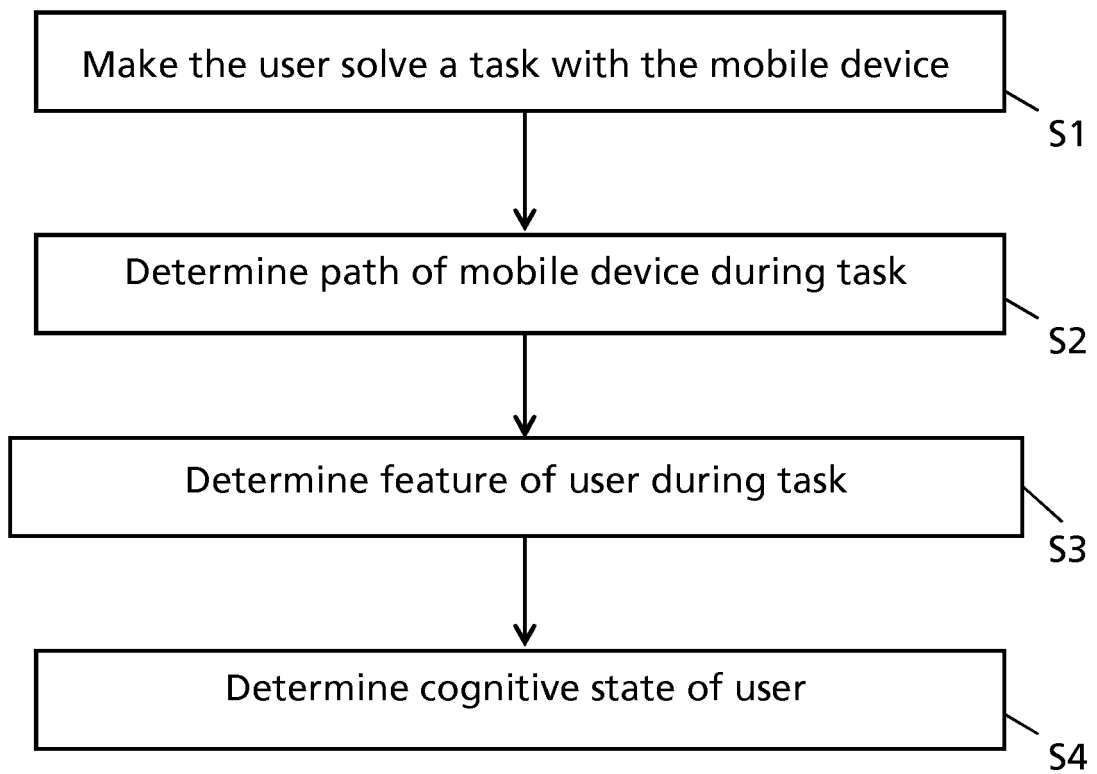 Make the user solve a task with the mobile device
S1
Determine path of mobile device during task
S2
Determine feature of user during task
S3
Determine cognitive state of user
S4